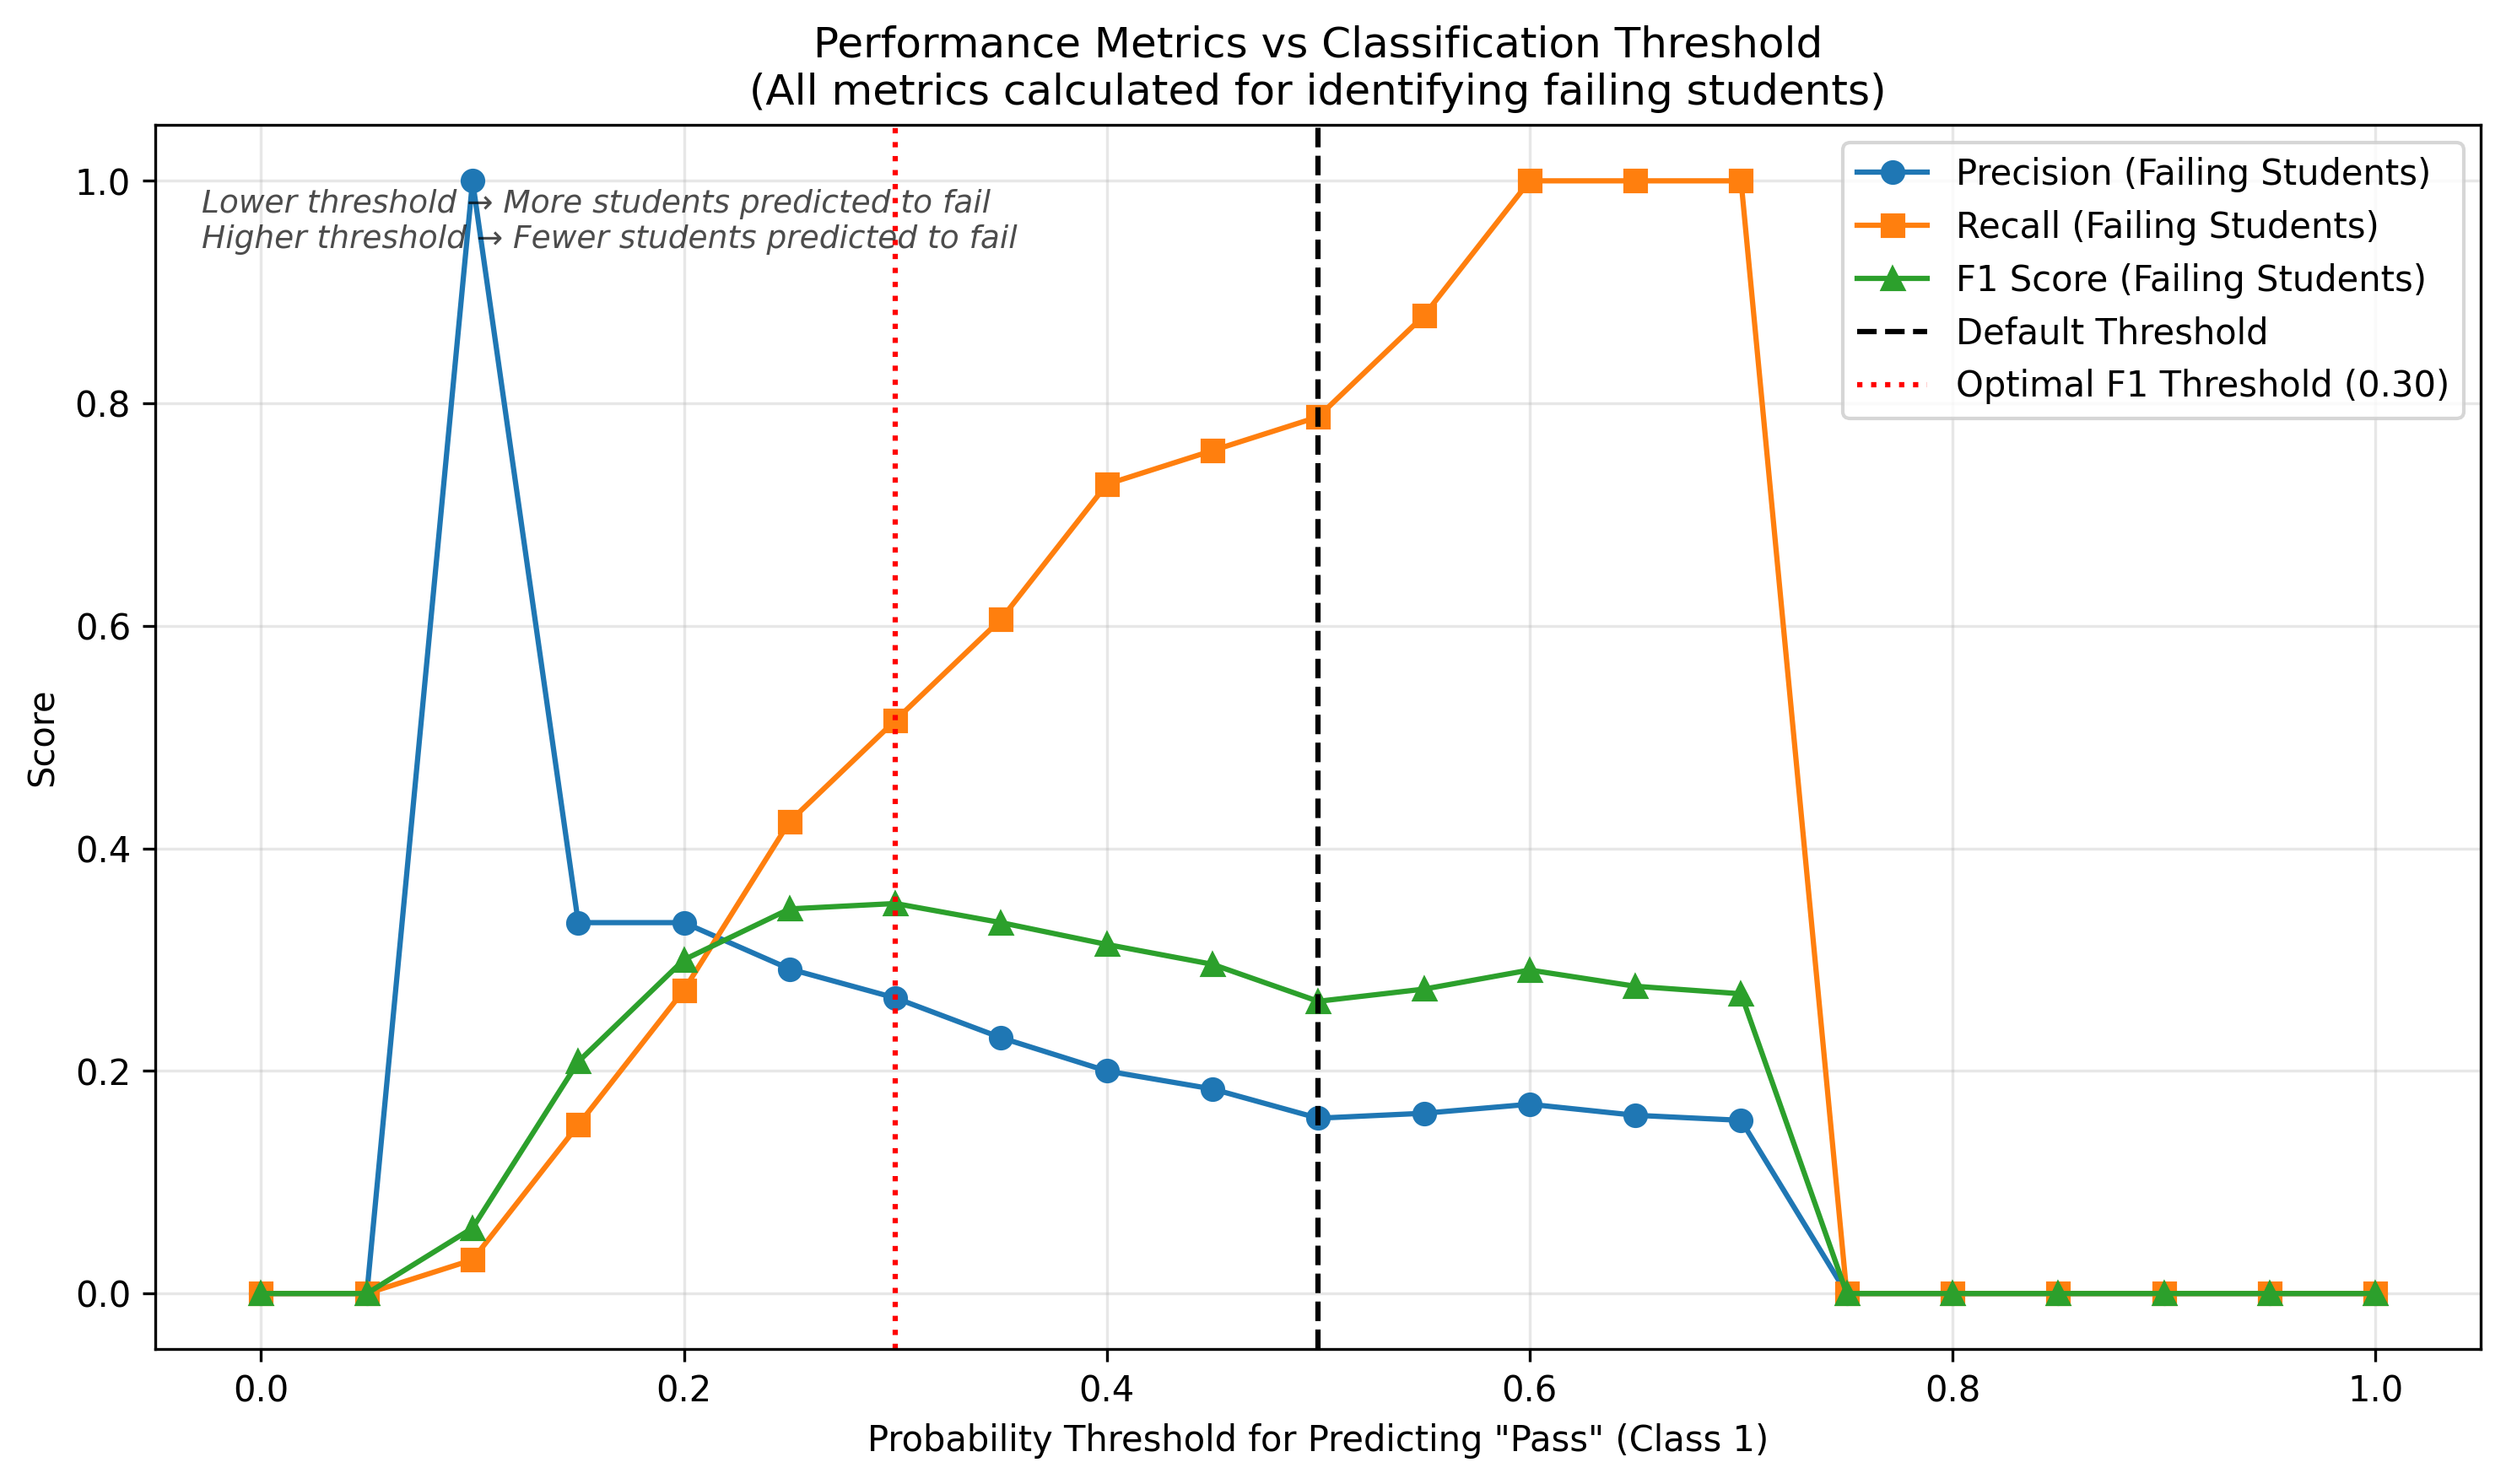 Performance Metrics vs Classification Threshold
(All metrics calculated for identifying failing students)
Lower threshold → More students predicted to fail
Higher threshold → Fewer students predicted to fail
Precision (Failing Students)
Recall (Failing Students)
F1 Score (Failing Students)
Default Threshold
Optimal F1 Threshold (0.30)
Score
1.0
0.8
0.6
0.4
0.2
0.0
0.0 0.2 0.4 0.6 0.8 1.0
Probability Threshold for Predicting "Pass" (Class 1)